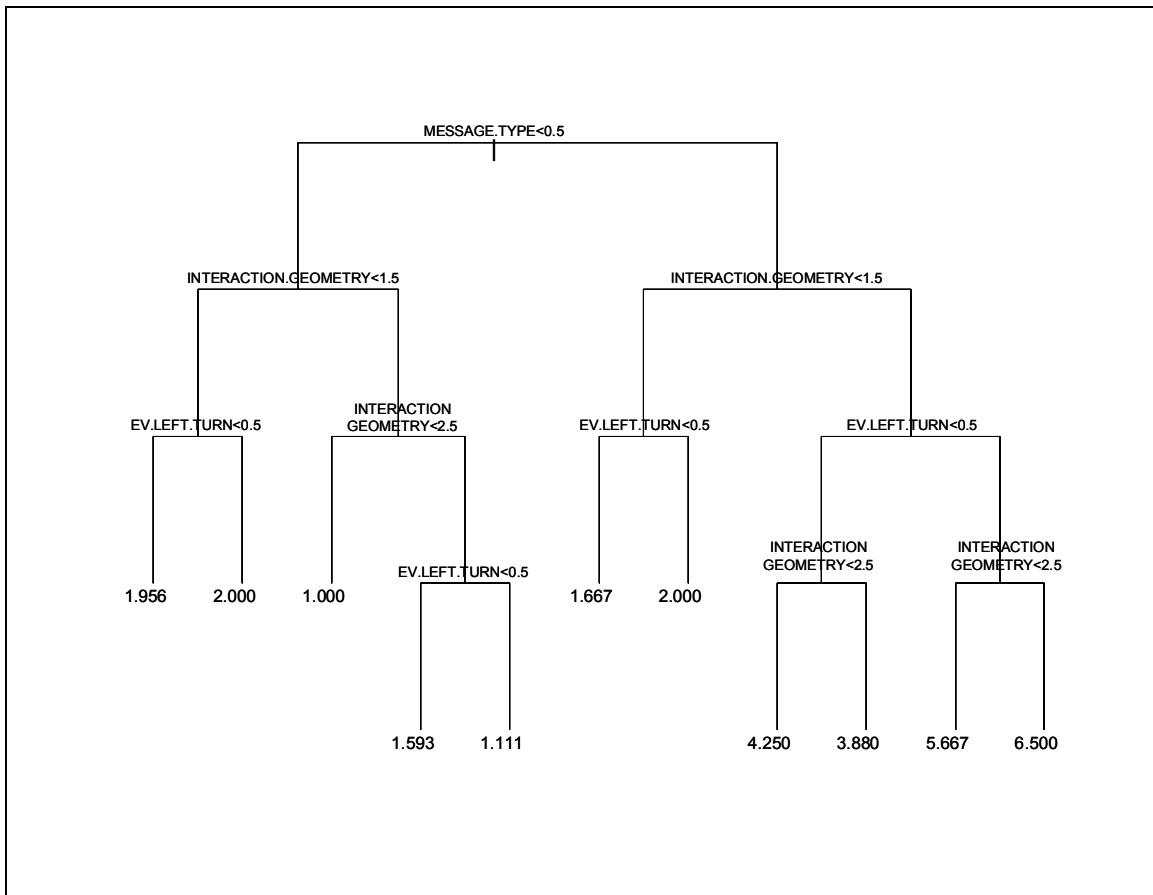 MESSAGE.TYPE<0.5
INTERACTION.GEOMETRY<1.5
INTERACTION.GEOMETRY<1.5
EV.LEFT.TURN<0.5
INTERACTION
GEOMETRY<2.5
EV.LEFT.TURN<0.5
EV.LEFT.TURN<0.5
1.956
2.000
1.000
EV.LEFT.TURN<0.5
1.667
2.000
INTERACTION
GEOMETRY<2.5
INTERACTION
GEOMETRY<2.5
1.593
1.111
4.250
3.880
5.667
6.500